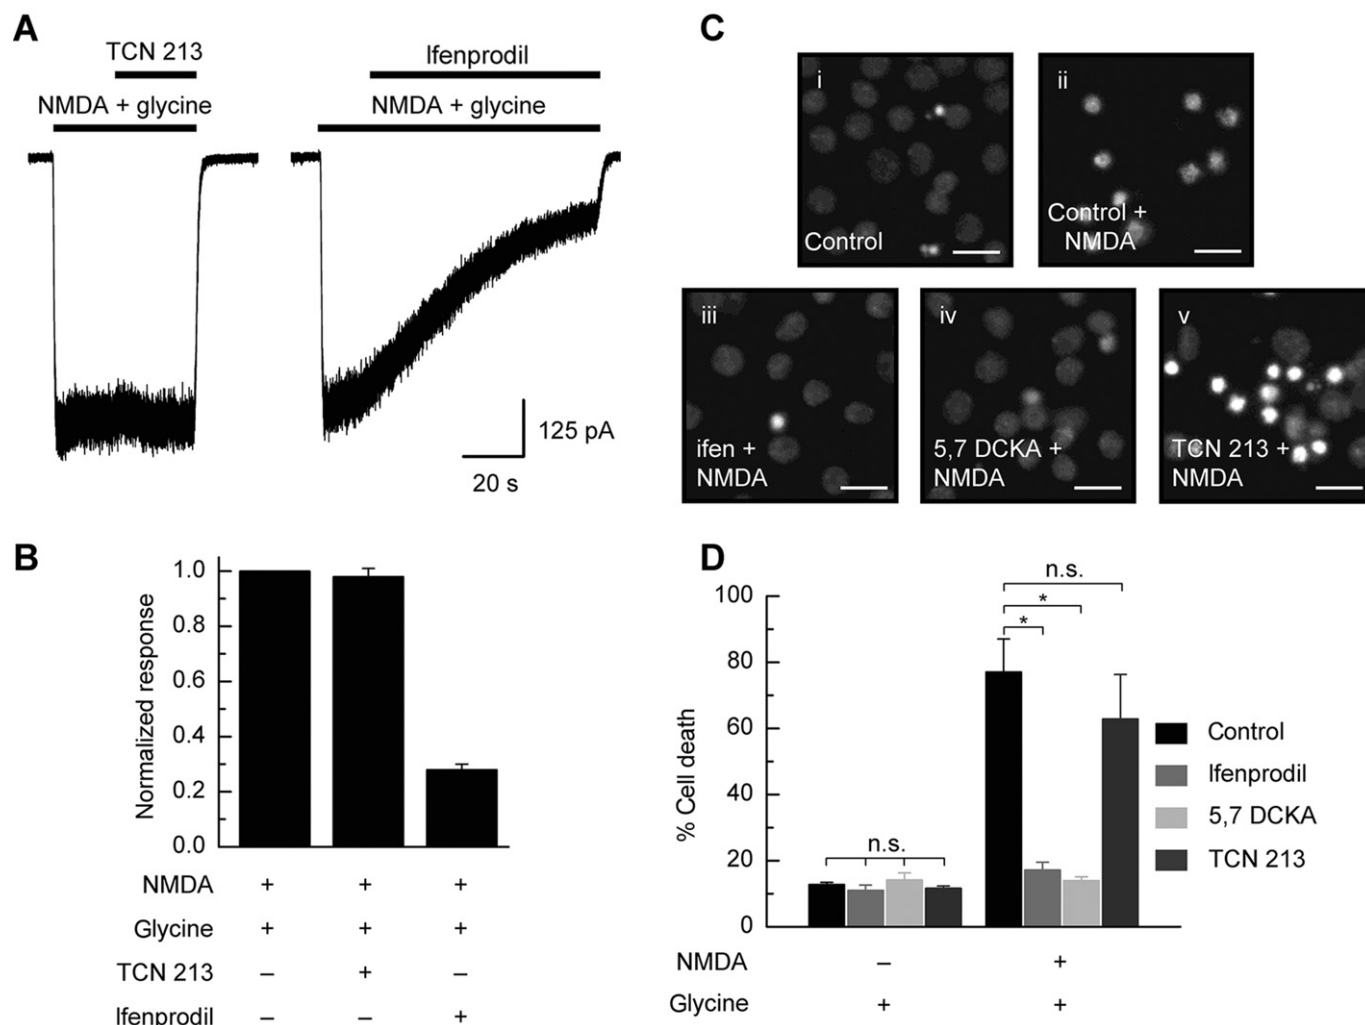 A
TCN 213
NMDA + glycine
Ifenprodil
NMDA + glycine
125 pA
20 s
B
Normalized response
1.0
0.8
0.6
0.4
0.2
0.0
NMDA + + +
Glycine + + +
TCN 213 – + –
Ifenprodil – – +
C
i
Control
ii
Control +
NMDA
iii
ifen +
NMDA
iv
5,7 DCKA +
NMDA
v
TCN 213 +
NMDA
D
% Cell death
100
80
60
40
20
0
n.s.
n.s.
*
*
Control
Ifenprodil
5,7 DCKA
TCN 213
NMDA – +
Glycine + +